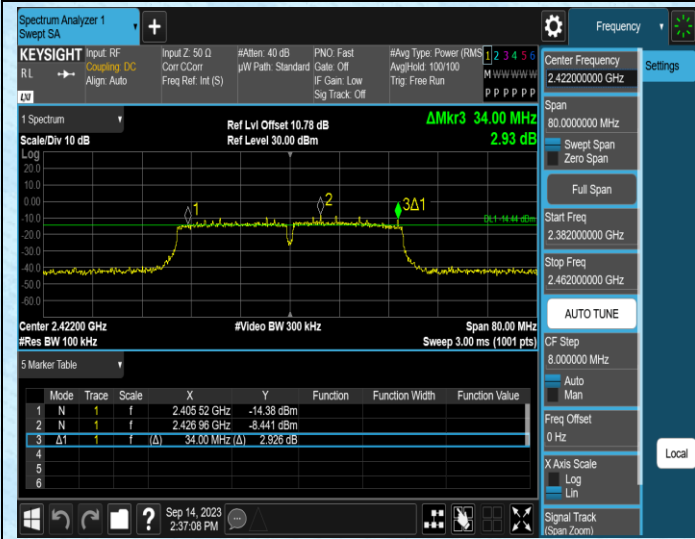 Spectrum Analyzer 1
Swept SA
+
Frequency
KEYSIGHT
RL
LXI
Input: RF
Coupling: DC
Align: Auto
Input Z: 50 Ω
Corr CCorr
Freq Ref: Int (S)
#Atten: 40 dB
µW Path: Standard
PNO: Fast
Gate: Off
IF Gain: Low
Sig Track: Off
#Avg Type: Power (RMS
Avg|Hold: 100/100
Trig: Free Run
1 2 3 4 5 6
M W W W W W
P P P P P P
1 Spectrum
Scale/Div 10 dB
Ref Lvl Offset 10.78 dB
Ref Level 30.00 dBm
ΔMkr3 34.00 MHz
2.93 dB
Log
20.0
10.0
0.00
-10.0
-20.0
-30.0
-40.0
-50.0
-60.0
1
2
3Δ1
DL1 -14.44 dBm
Center 2.42200 GHz
#Res BW 100 kHz
#Video BW 300 kHz
Span 80.00 MHz
Sweep 3.00 ms (1001 pts)
5 Marker Table
Mode Trace Scale X Y Function Function Width Function Value
1 N 1 f 2.405 52 GHz -14.38 dBm
2 N 1 f 2.426 96 GHz -8.441 dBm
3 Δ1 1 f (Δ) 34.00 MHz (Δ) 2.926 dB
4
5
6
?
Sep 14, 2023
2:37:08 PM
Center Frequency
2.422000000 GHz
Span
80.0000000 MHz
Swept Span
Zero Span
Full Span
Start Freq
2.382000000 GHz
Stop Freq
2.462000000 GHz
AUTO TUNE
CF Step
8.000000 MHz
Auto
Man
Freq Offset
0 Hz
X Axis Scale
Log
Lin
Signal Track
(Span Zoom)
Settings
Local